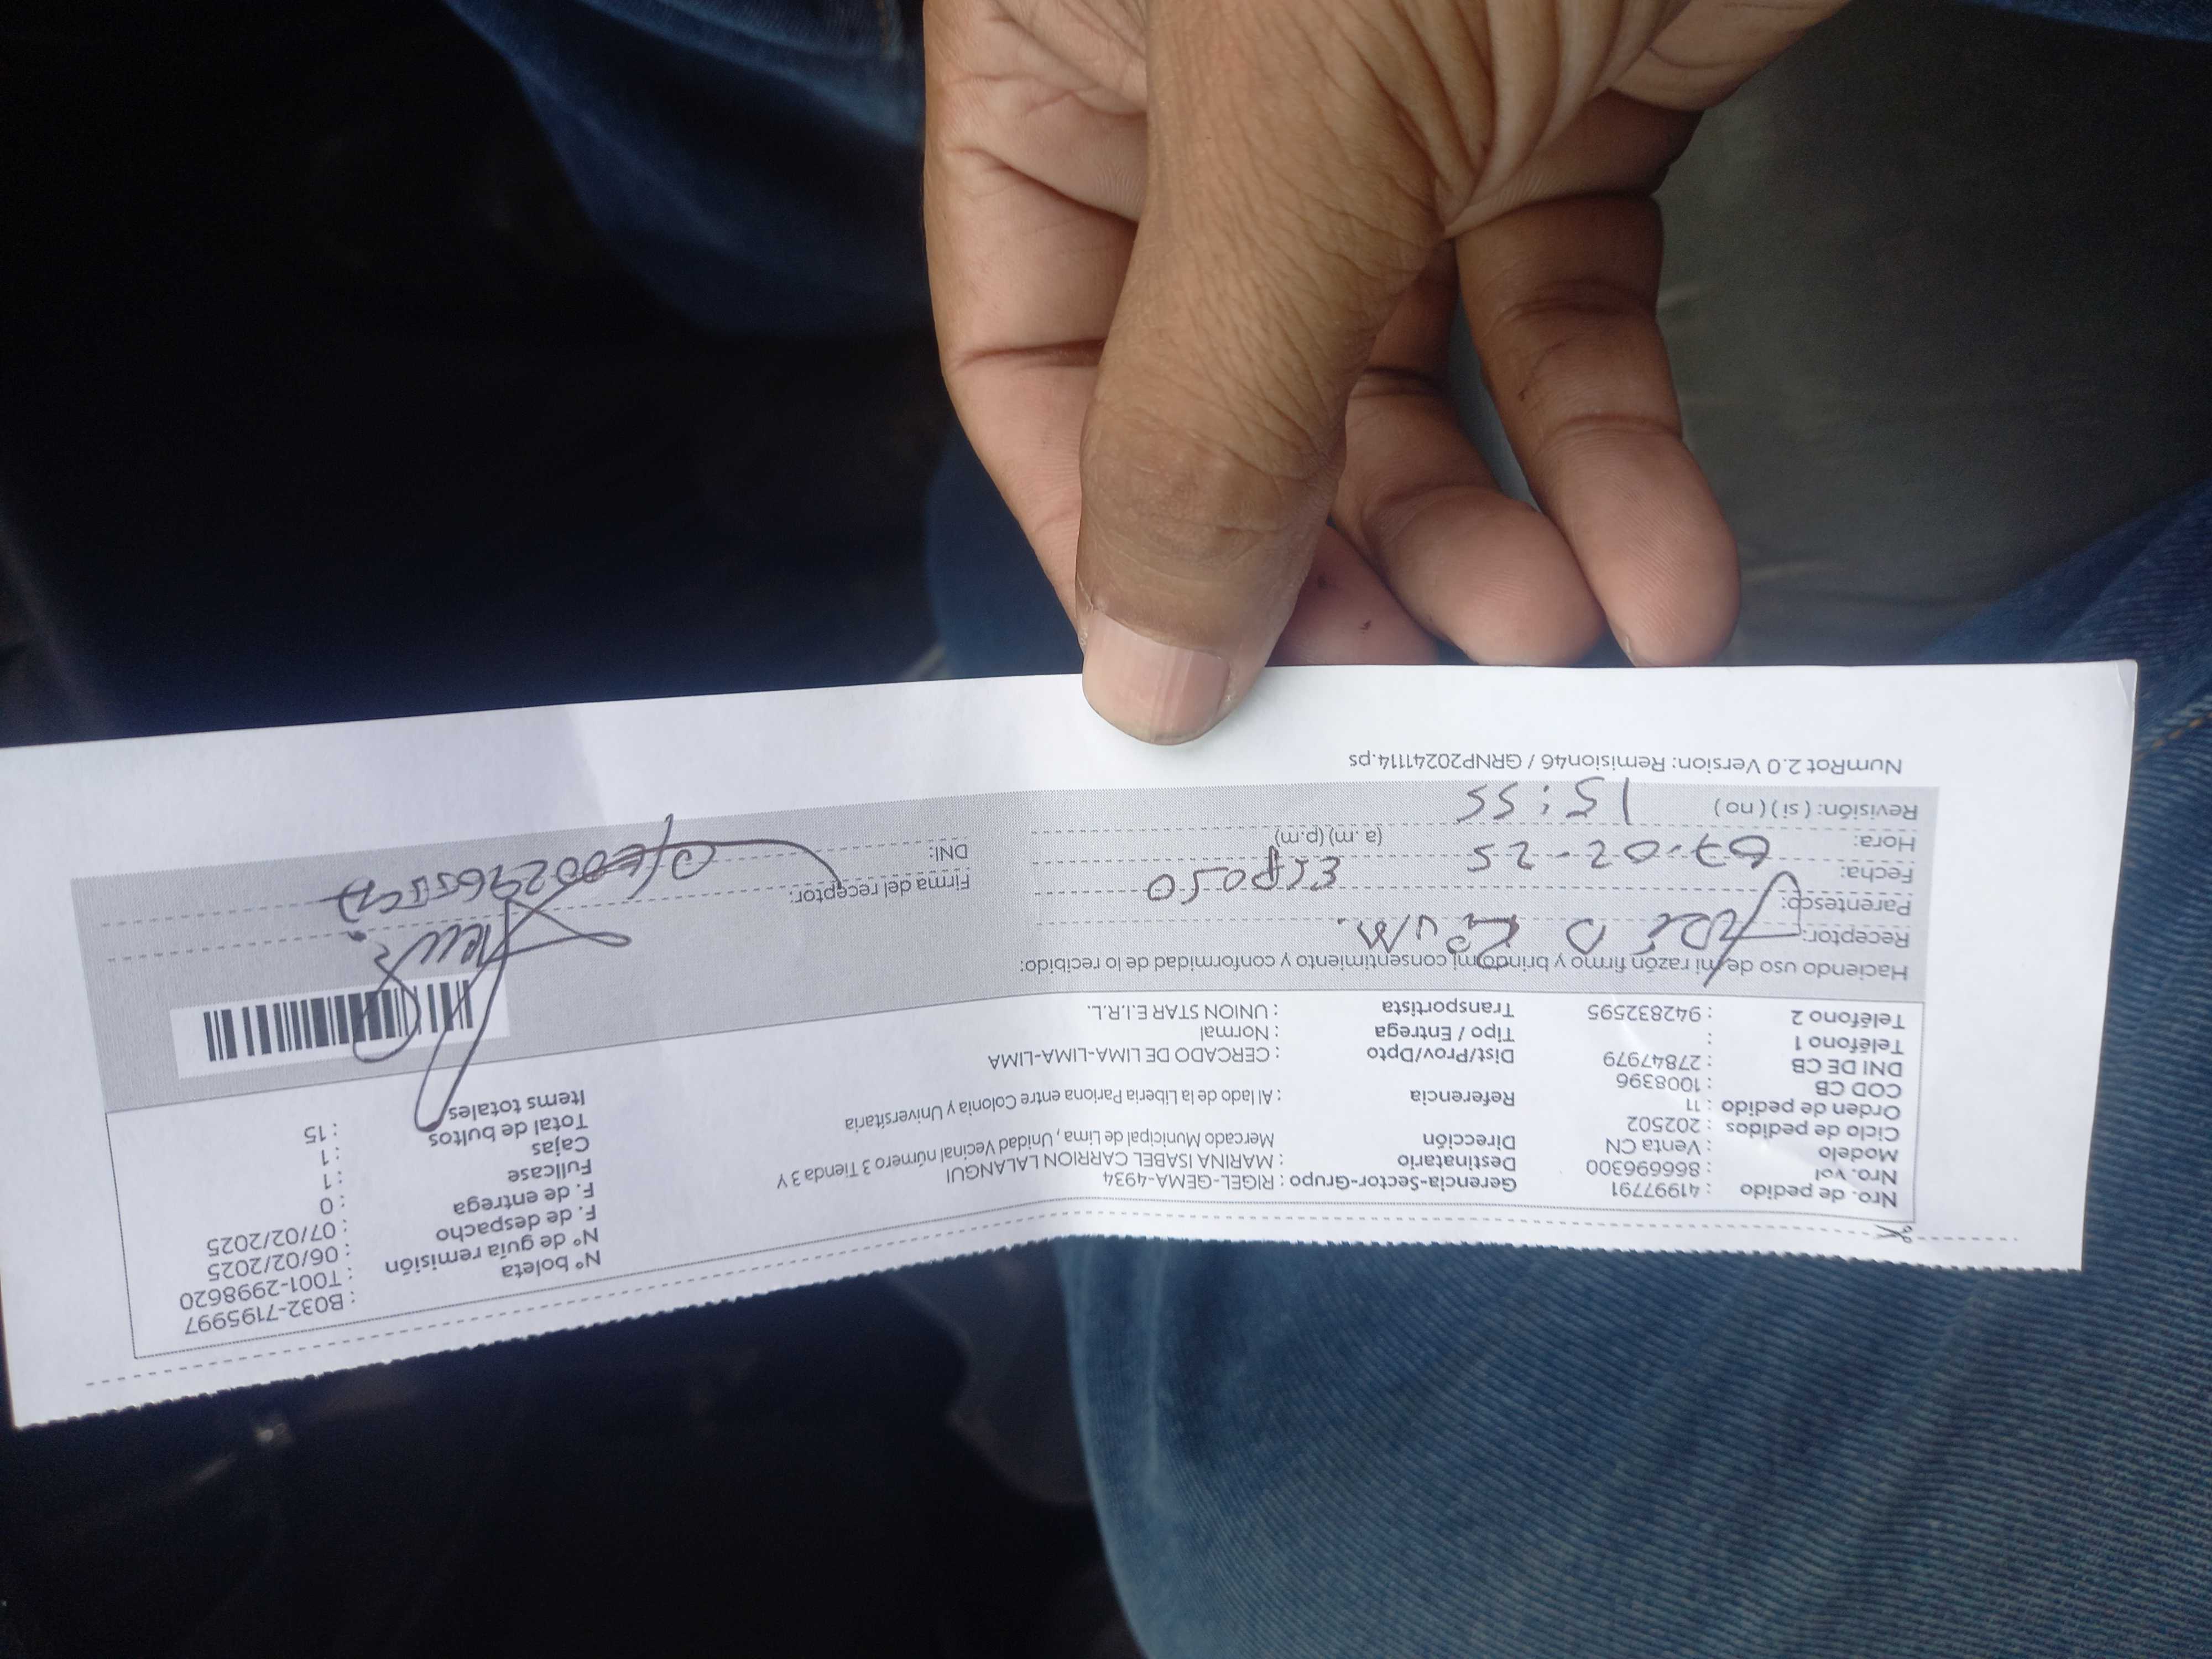 Nro. de pedido : 41997791
Nro. vol : 866696300
Modelo : Venta CN
Ciclo de pedidos : 202502
Orden de pedido : 11
COD CB : 1008396
DNI DE CB : 27847979
Teléfono 1 :
Teléfono 2 : 942832595
Gerencia-Sector-Grupo : RIGEL-GEMA-4934
Destinatario : MARINA ISABEL CARRION LALANGUI
Dirección Mercado Municipal de Lima , Unidad Vecinal número 3 Tienda 3 Y
Referencia : Al lado de la Liberia Pariona entre Colonia y Universitaria
Dist/Prov/Dpto : CERCADO DE LIMA-LIMA-LIMA
Tipo / Entrega : Normal
Transportista : UNION STAR E.I.R.L.
N° boleta : B032-7195997
N° de guía remisión : T001-2998620
F. de despacho : 06/02/2025
F. de entrega : 07/02/2025
Fullcase : 0
Cajas : 1
Total de bultos : 1
Items totales : 15
Haciendo uso de mi razón firmo y brindo mi consentimiento y conformidad de lo recibido:
Receptor:
Parentesco: ESPOSO
Fecha: 07-02-25
Hora: 15:55 (a.m) (p.m)
Revisión: ( si ) ( no )
Firma del receptor:
DNI:
NumRot 2.0 Version: Remision46 / GRNP20241114.ps